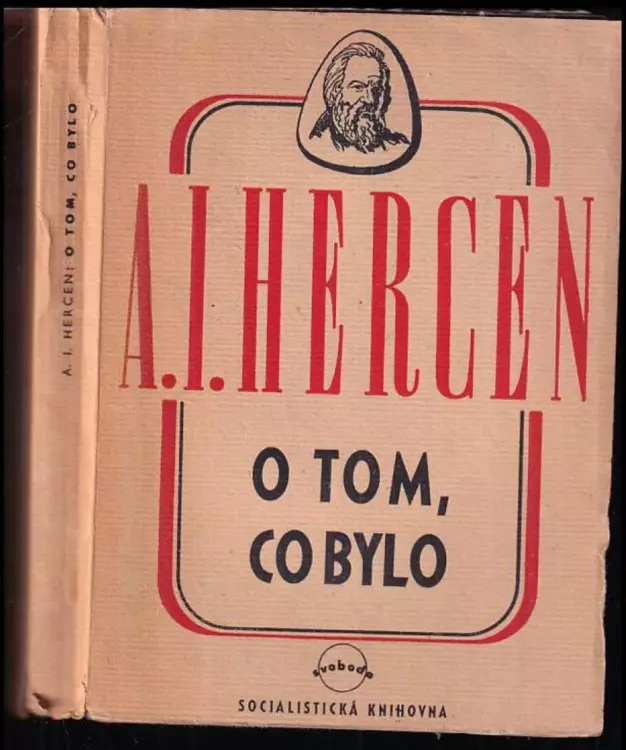 A. I. HERCEN: O TOM, CO BYLO
A.I.HERCEN
O TOM,
CO BYLO
svoboda
SOCIALISTICKÁ KNIHOVNA